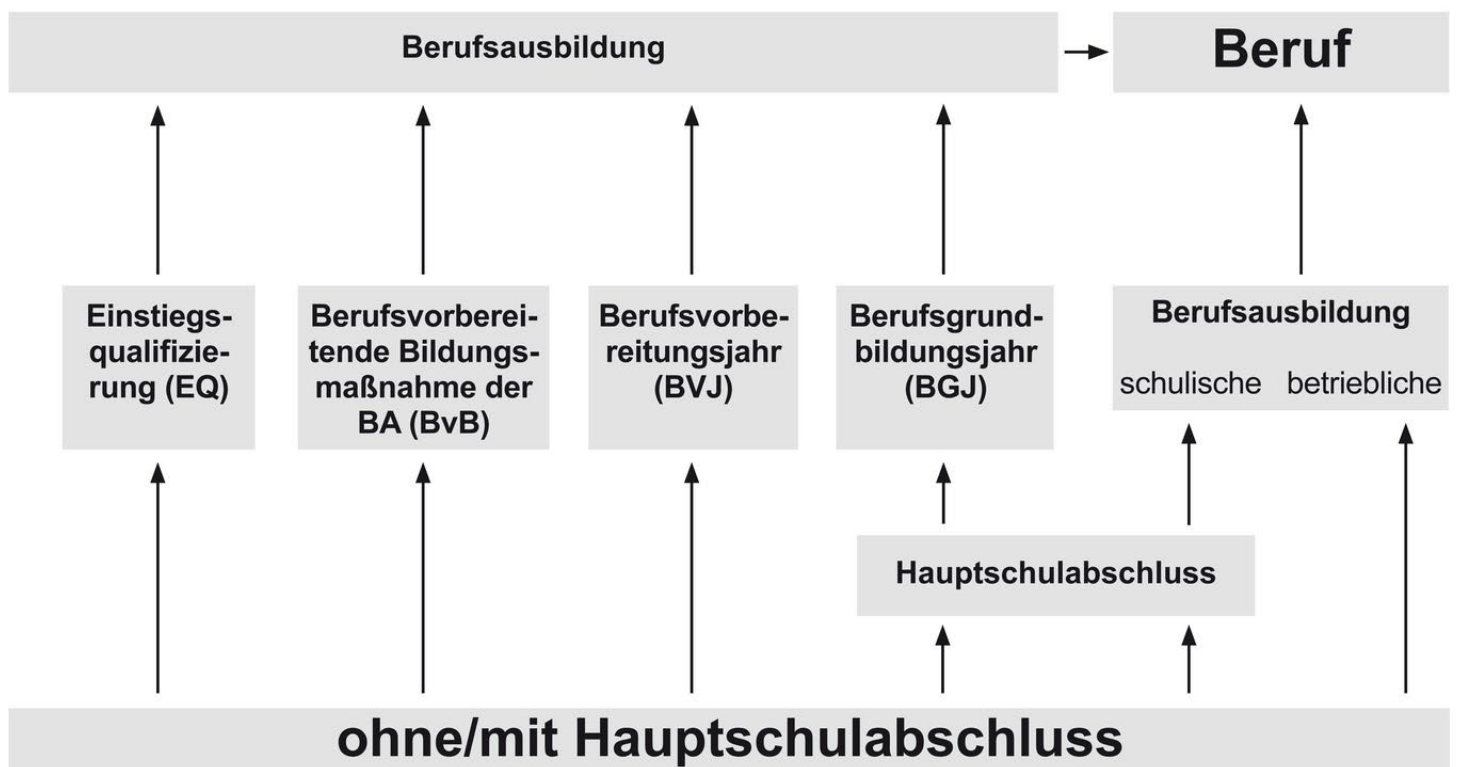 Berufsausbildung
Beruf
Einstiegs-
qualifizie-
rung (EQ)
Berufsvorberei-
tende Bildungs-
maßnahme der
BA (BvB)
Berufsvorbe-
reitungsjahr
(BVJ)
Berufsgrund-
bildungsjahr
(BGJ)
Berufsausbildung
schulische betriebliche
Hauptschulabschluss
ohne/mit Hauptschulabschluss